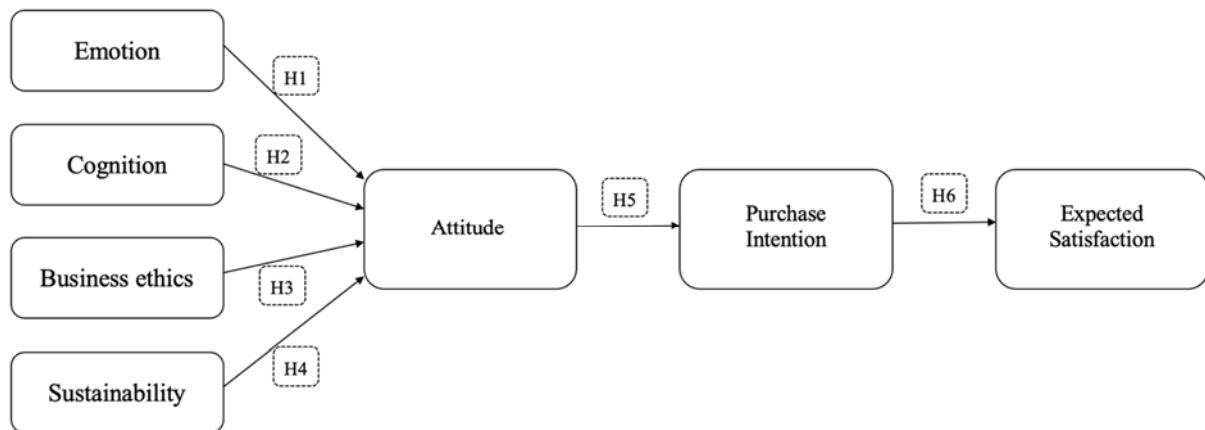 Emotion
H1
Cognition
H2
Business ethics
H3
Sustainability
H4
Attitude
H5
Purchase
Intention
H6
Expected
Satisfaction